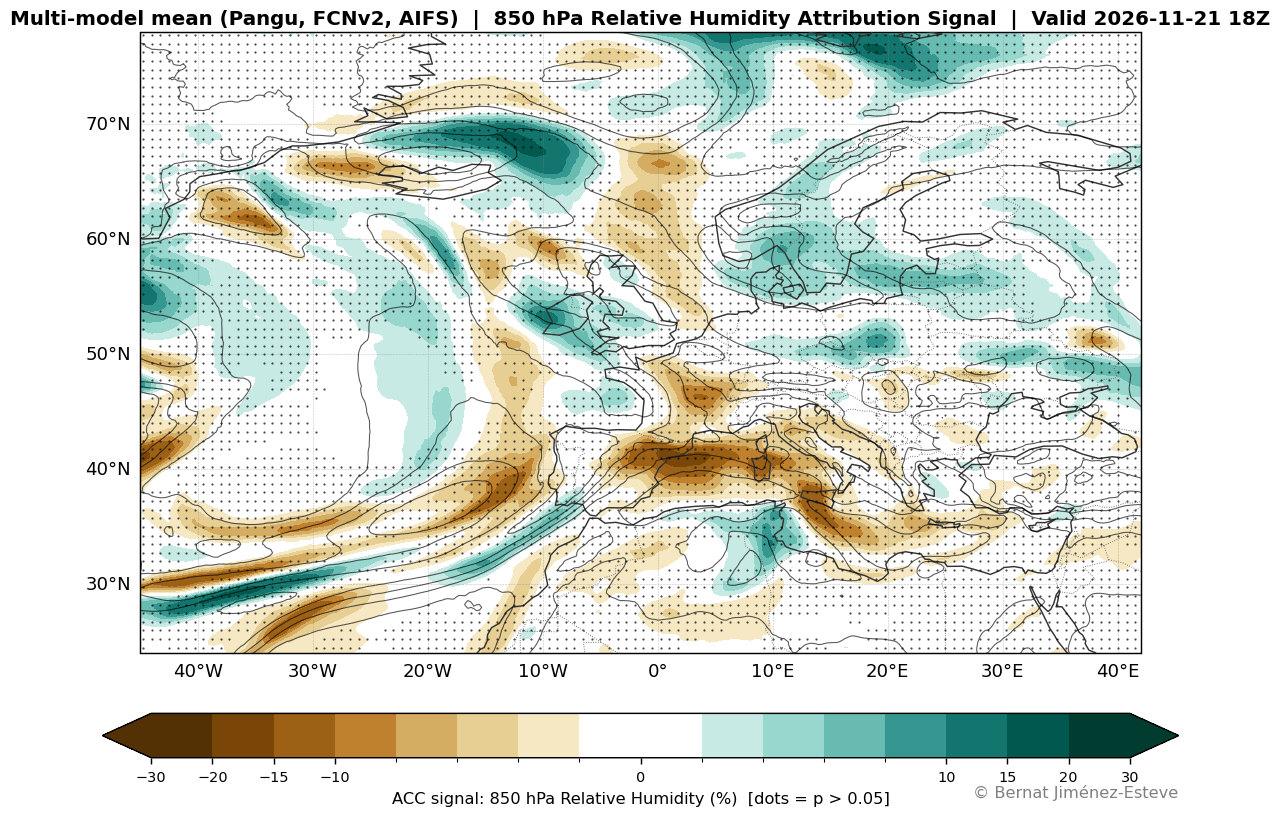 Multi-model mean (Pangu, FCNv2, AIFS) | 850 hPa Relative Humidity Attribution Signal | Valid 2026-11-21 18Z
70°N
60°N
50°N
40°N
30°N
40°W 30°W 20°W 10°W 0° 10°E 20°E 30°E 40°E
−30 −20 −15 −10 0 10 15 20 30
ACC signal: 850 hPa Relative Humidity (%) [dots = p > 0.05]
© Bernat Jiménez-Esteve